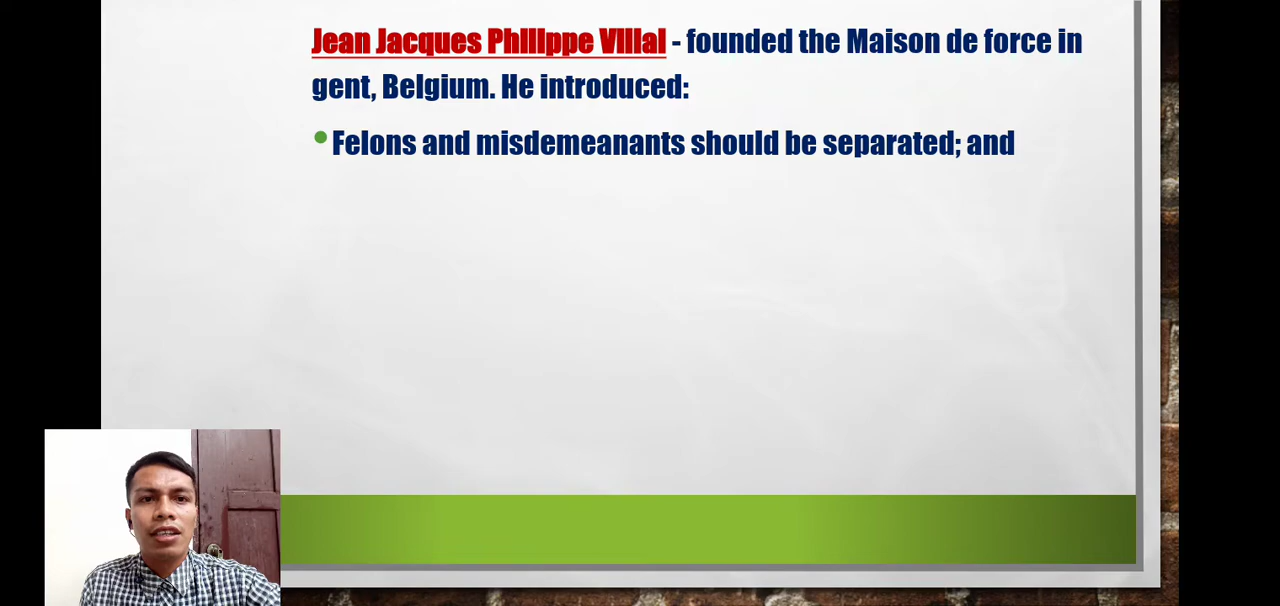 Jean Jacques Philippe Villal - founded the Maison de force in
gent, Belgium. He introduced:
• Felons and misdemeanants should be separated; and